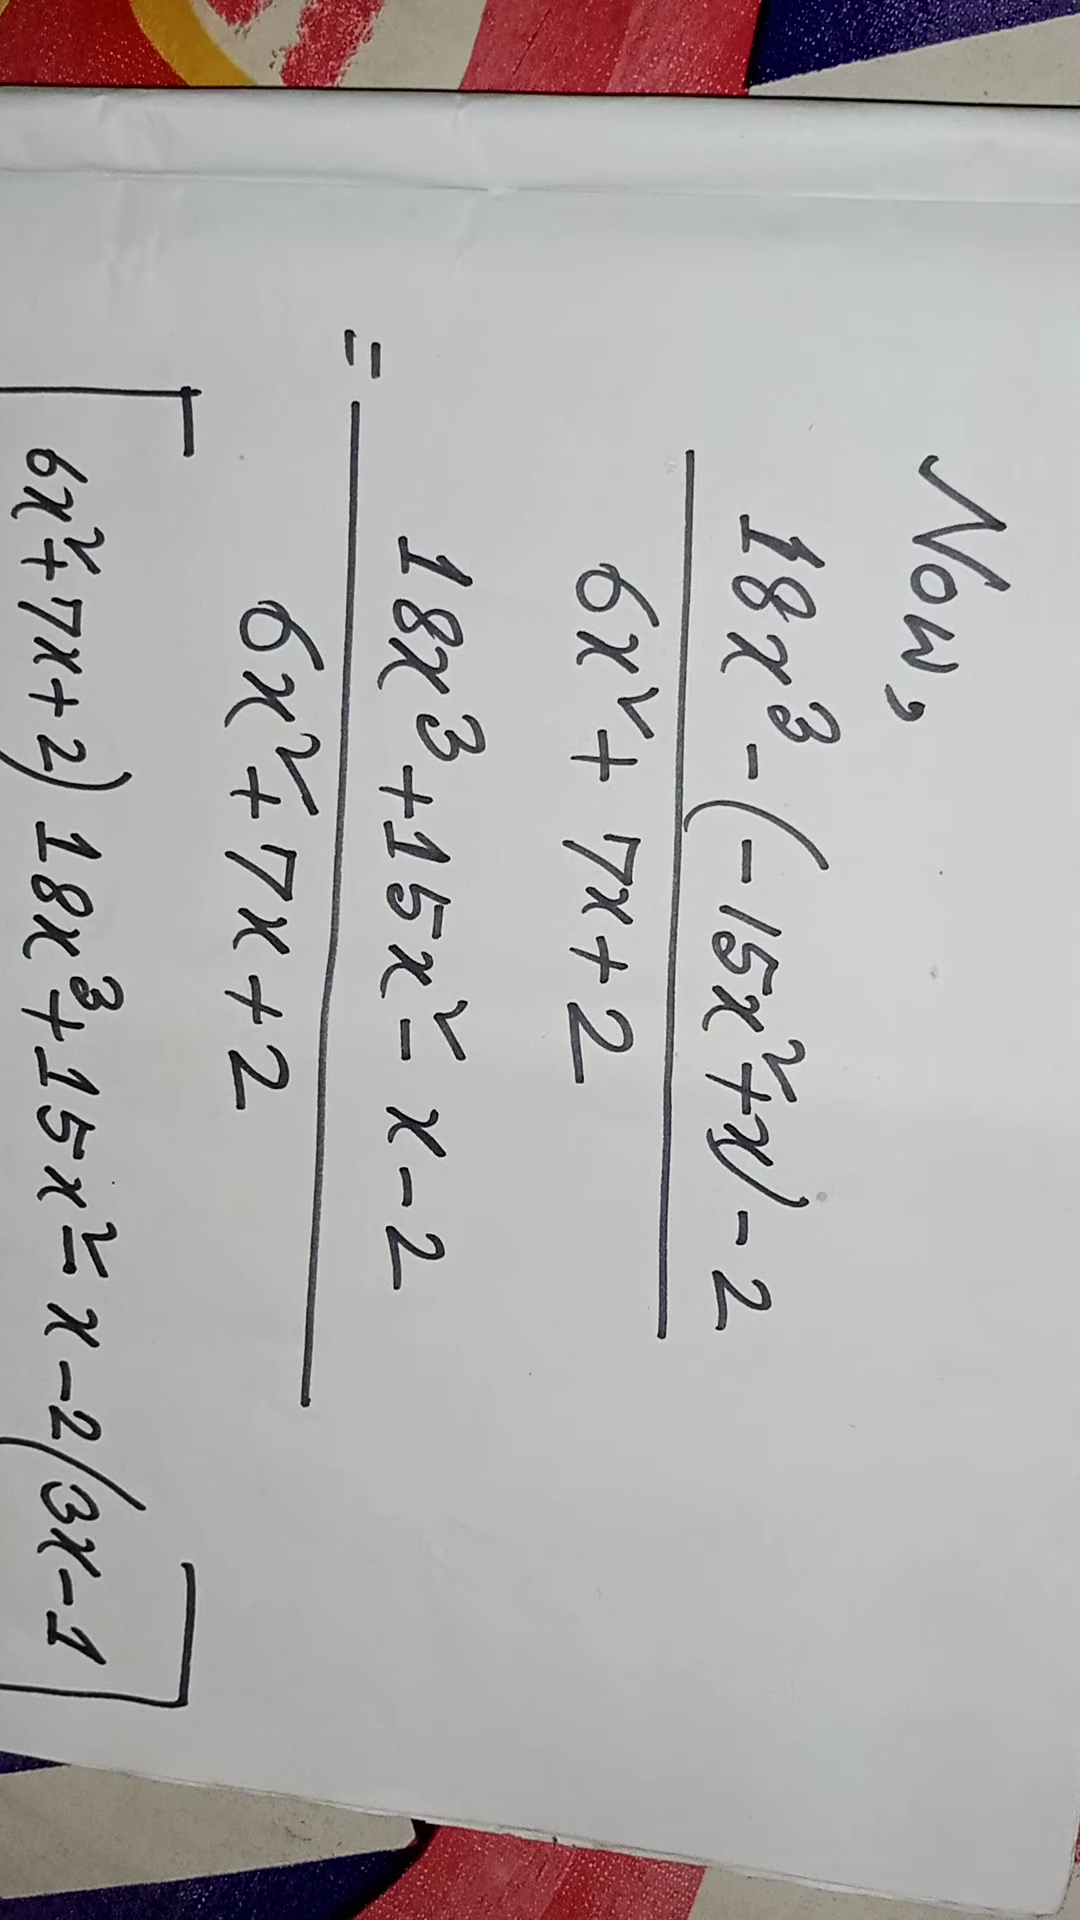 Now,
18x³-(-15x²+x)-2
6x²+7x+2
=
18x³+15x²-x-2
6x²+7x+2
6x²+7x+2)18x³+15x²-x-2(3x-1